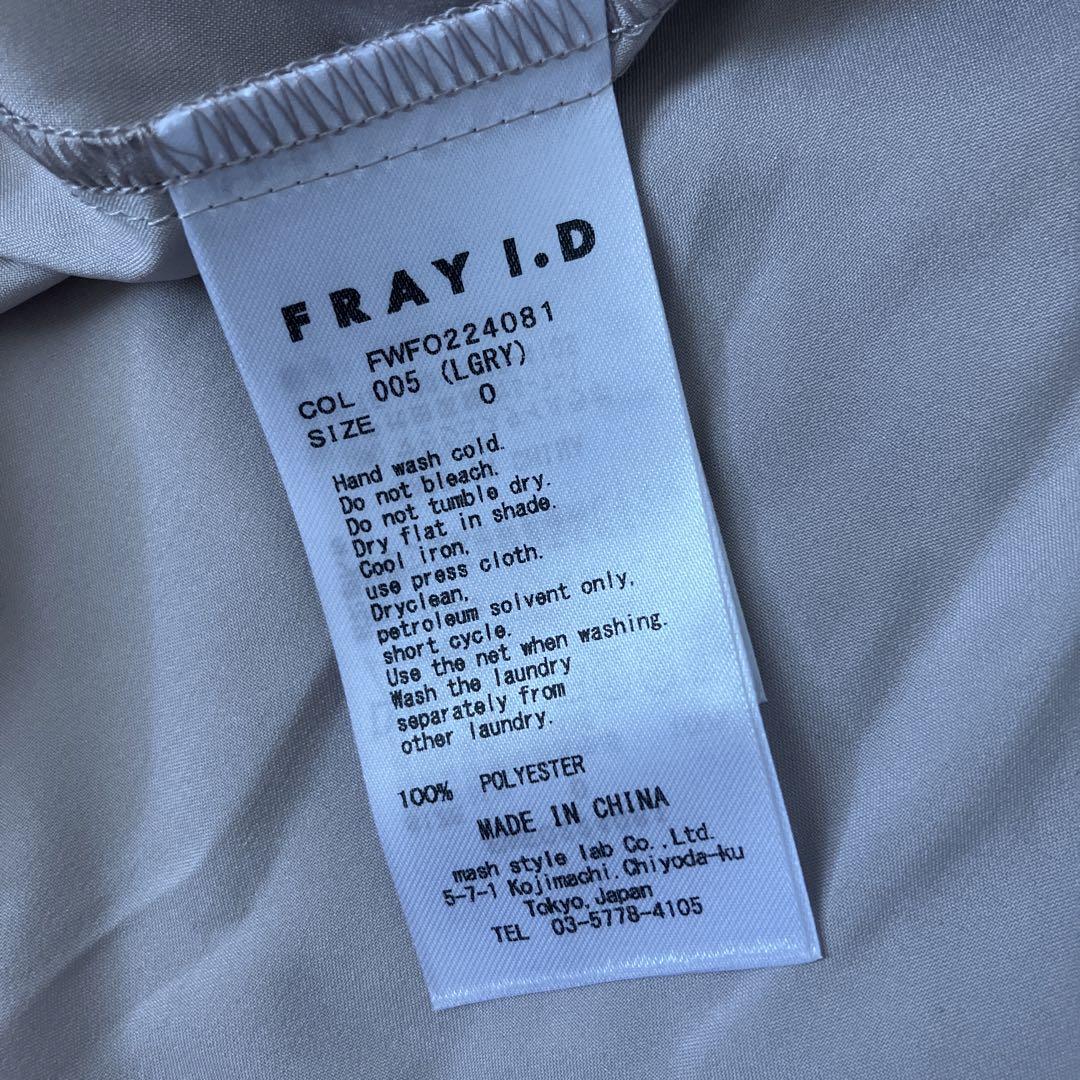 FRAY I.D
FWFO224081
COL 005 (LGRY)
SIZE 0
Hand wash cold.
Do not bleach.
Do not tumble dry.
Dry flat in shade.
Cool iron,
use press cloth.
Dryclean,
petroleum solvent only,
short cycle.
Use the net when washing.
Wash the laundry
separately from
other laundry.
100% POLYESTER
MADE IN CHINA
mash style lab Co.,Ltd.
5-7-1 Kojimachi,Chiyoda-ku
Tokyo,Japan
TEL 03-5778-4105